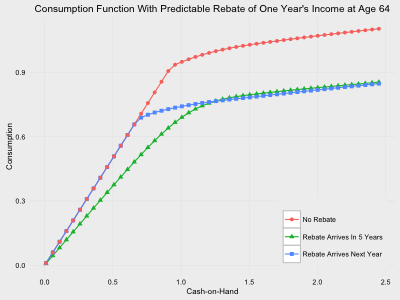 Consumption Function With Predictable Rebate of One Year's Income at Age 64
Consumption
0.9
0.6
0.3
0.0
0.0 0.5 1.0 1.5 2.0 2.5
Cash-on-Hand
No Rebate
Rebate Arrives In 5 Years
Rebate Arrives Next Year